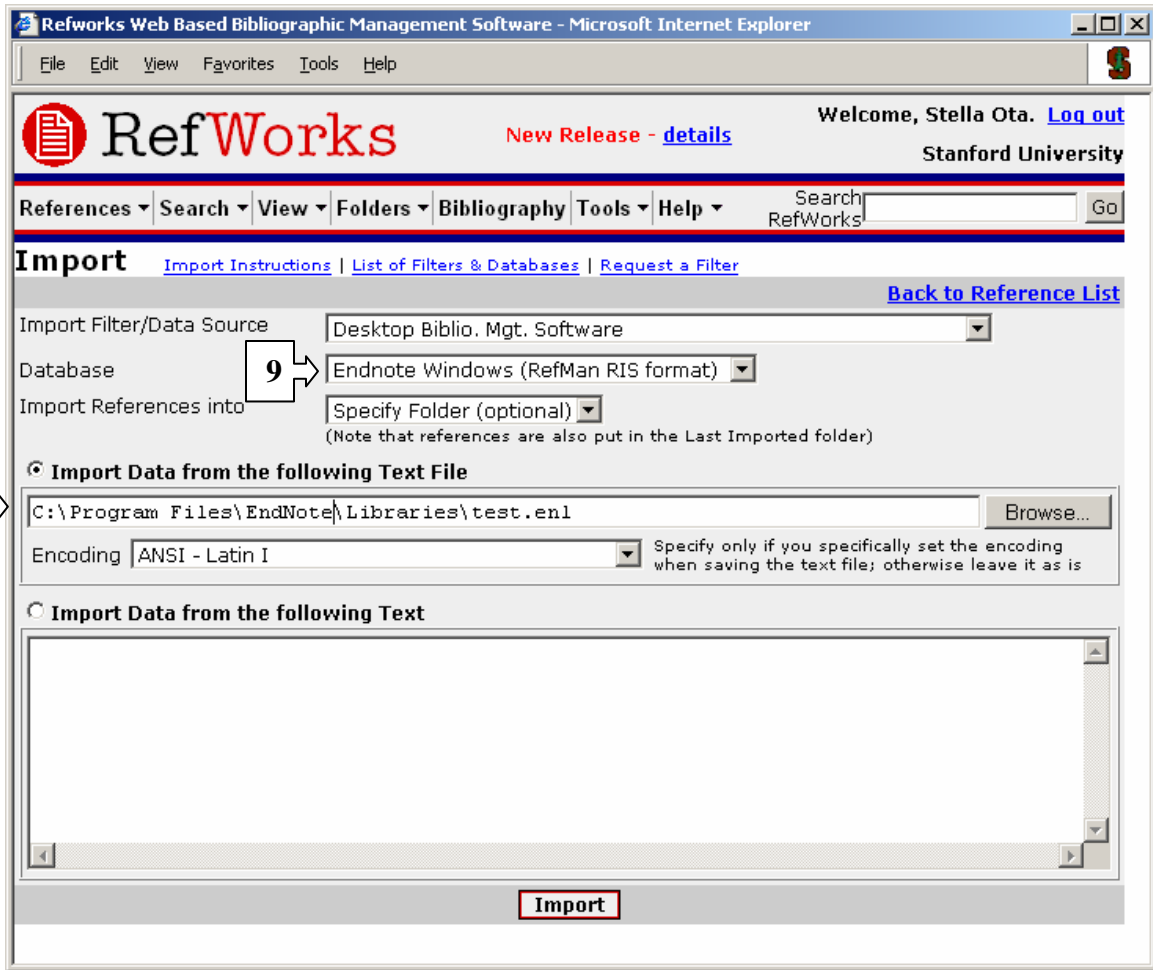 Refworks Web Based Bibliographic Management Software - Microsoft Internet Explorer
File Edit View Favorites Tools Help
S
RefWorks New Release - details Welcome, Stella Ota. Log out
Stanford University
References Search View Folders Bibliography Tools Help Search RefWorks Go
Import Import Instructions | List of Filters & Databases | Request a Filter
Back to Reference List
Import Filter/Data Source Desktop Biblio. Mgt. Software
Database 9 Endnote Windows (RefMan RIS format)
Import References into Specify Folder (optional)
(Note that references are also put in the Last Imported folder)
Import Data from the following Text File
C:\Program Files\EndNote\Libraries\test.enl Browse...
Encoding ANSI - Latin I Specify only if you specifically set the encoding
when saving the text file; otherwise leave it as is
Import Data from the following Text
Import